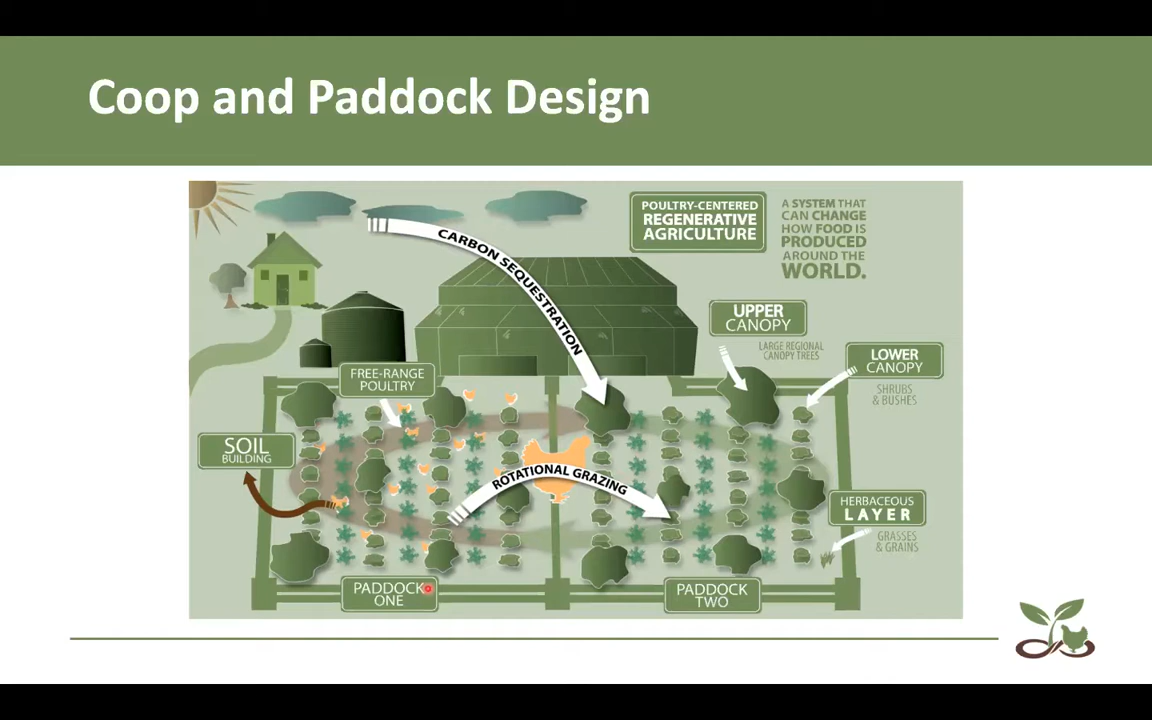 Coop and Paddock Design
POULTRY-CENTERED
REGENERATIVE
AGRICULTURE
A SYSTEM THAT
CAN CHANGE
HOW FOOD IS
PRODUCED
AROUND THE
WORLD.
CARBON SEQUESTRATION
UPPER
CANOPY
LARGE REGIONAL
CANOPY TREES
LOWER
CANOPY
SHRUBS
& BUSHES
FREE-RANGE
POULTRY
SOIL
BUILDING
ROTATIONAL GRAZING
HERBACEOUS
LAYER
GRASSES
& GRAINS
PADDOCK
ONE
PADDOCK
TWO